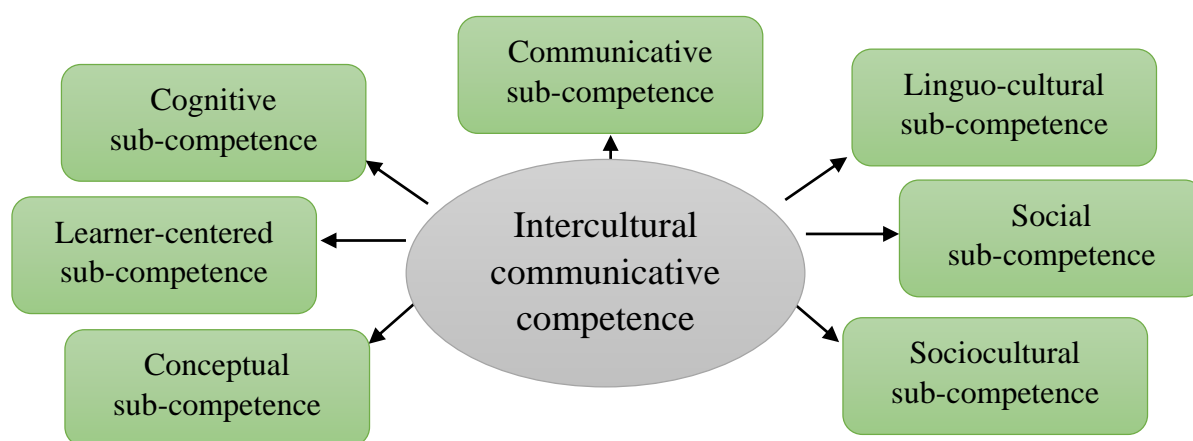 Communicative
sub-competence
Cognitive
sub-competence
Linguo-cultural
sub-competence
Learner-centered
sub-competence
Intercultural
communicative
competence
Social
sub-competence
Conceptual
sub-competence
Sociocultural
sub-competence